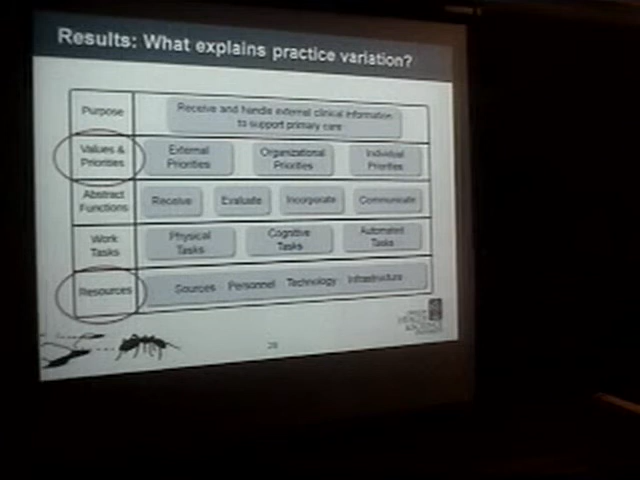 Results: What explains practice variation?
Purpose
Receive and handle external clinical information
to support primary care
Values &
Priorities
External
Priorities
Organizational
Priorities
Individual
Priorities
Abstract
Functions
Receive
Evaluate
Incorporate
Communicate
Work
Tasks
Physical
Tasks
Cognitive
Tasks
Automated
Tasks
Resources
Sources Personnel Technology Infrastructure
HEALTH
&SCIENCE